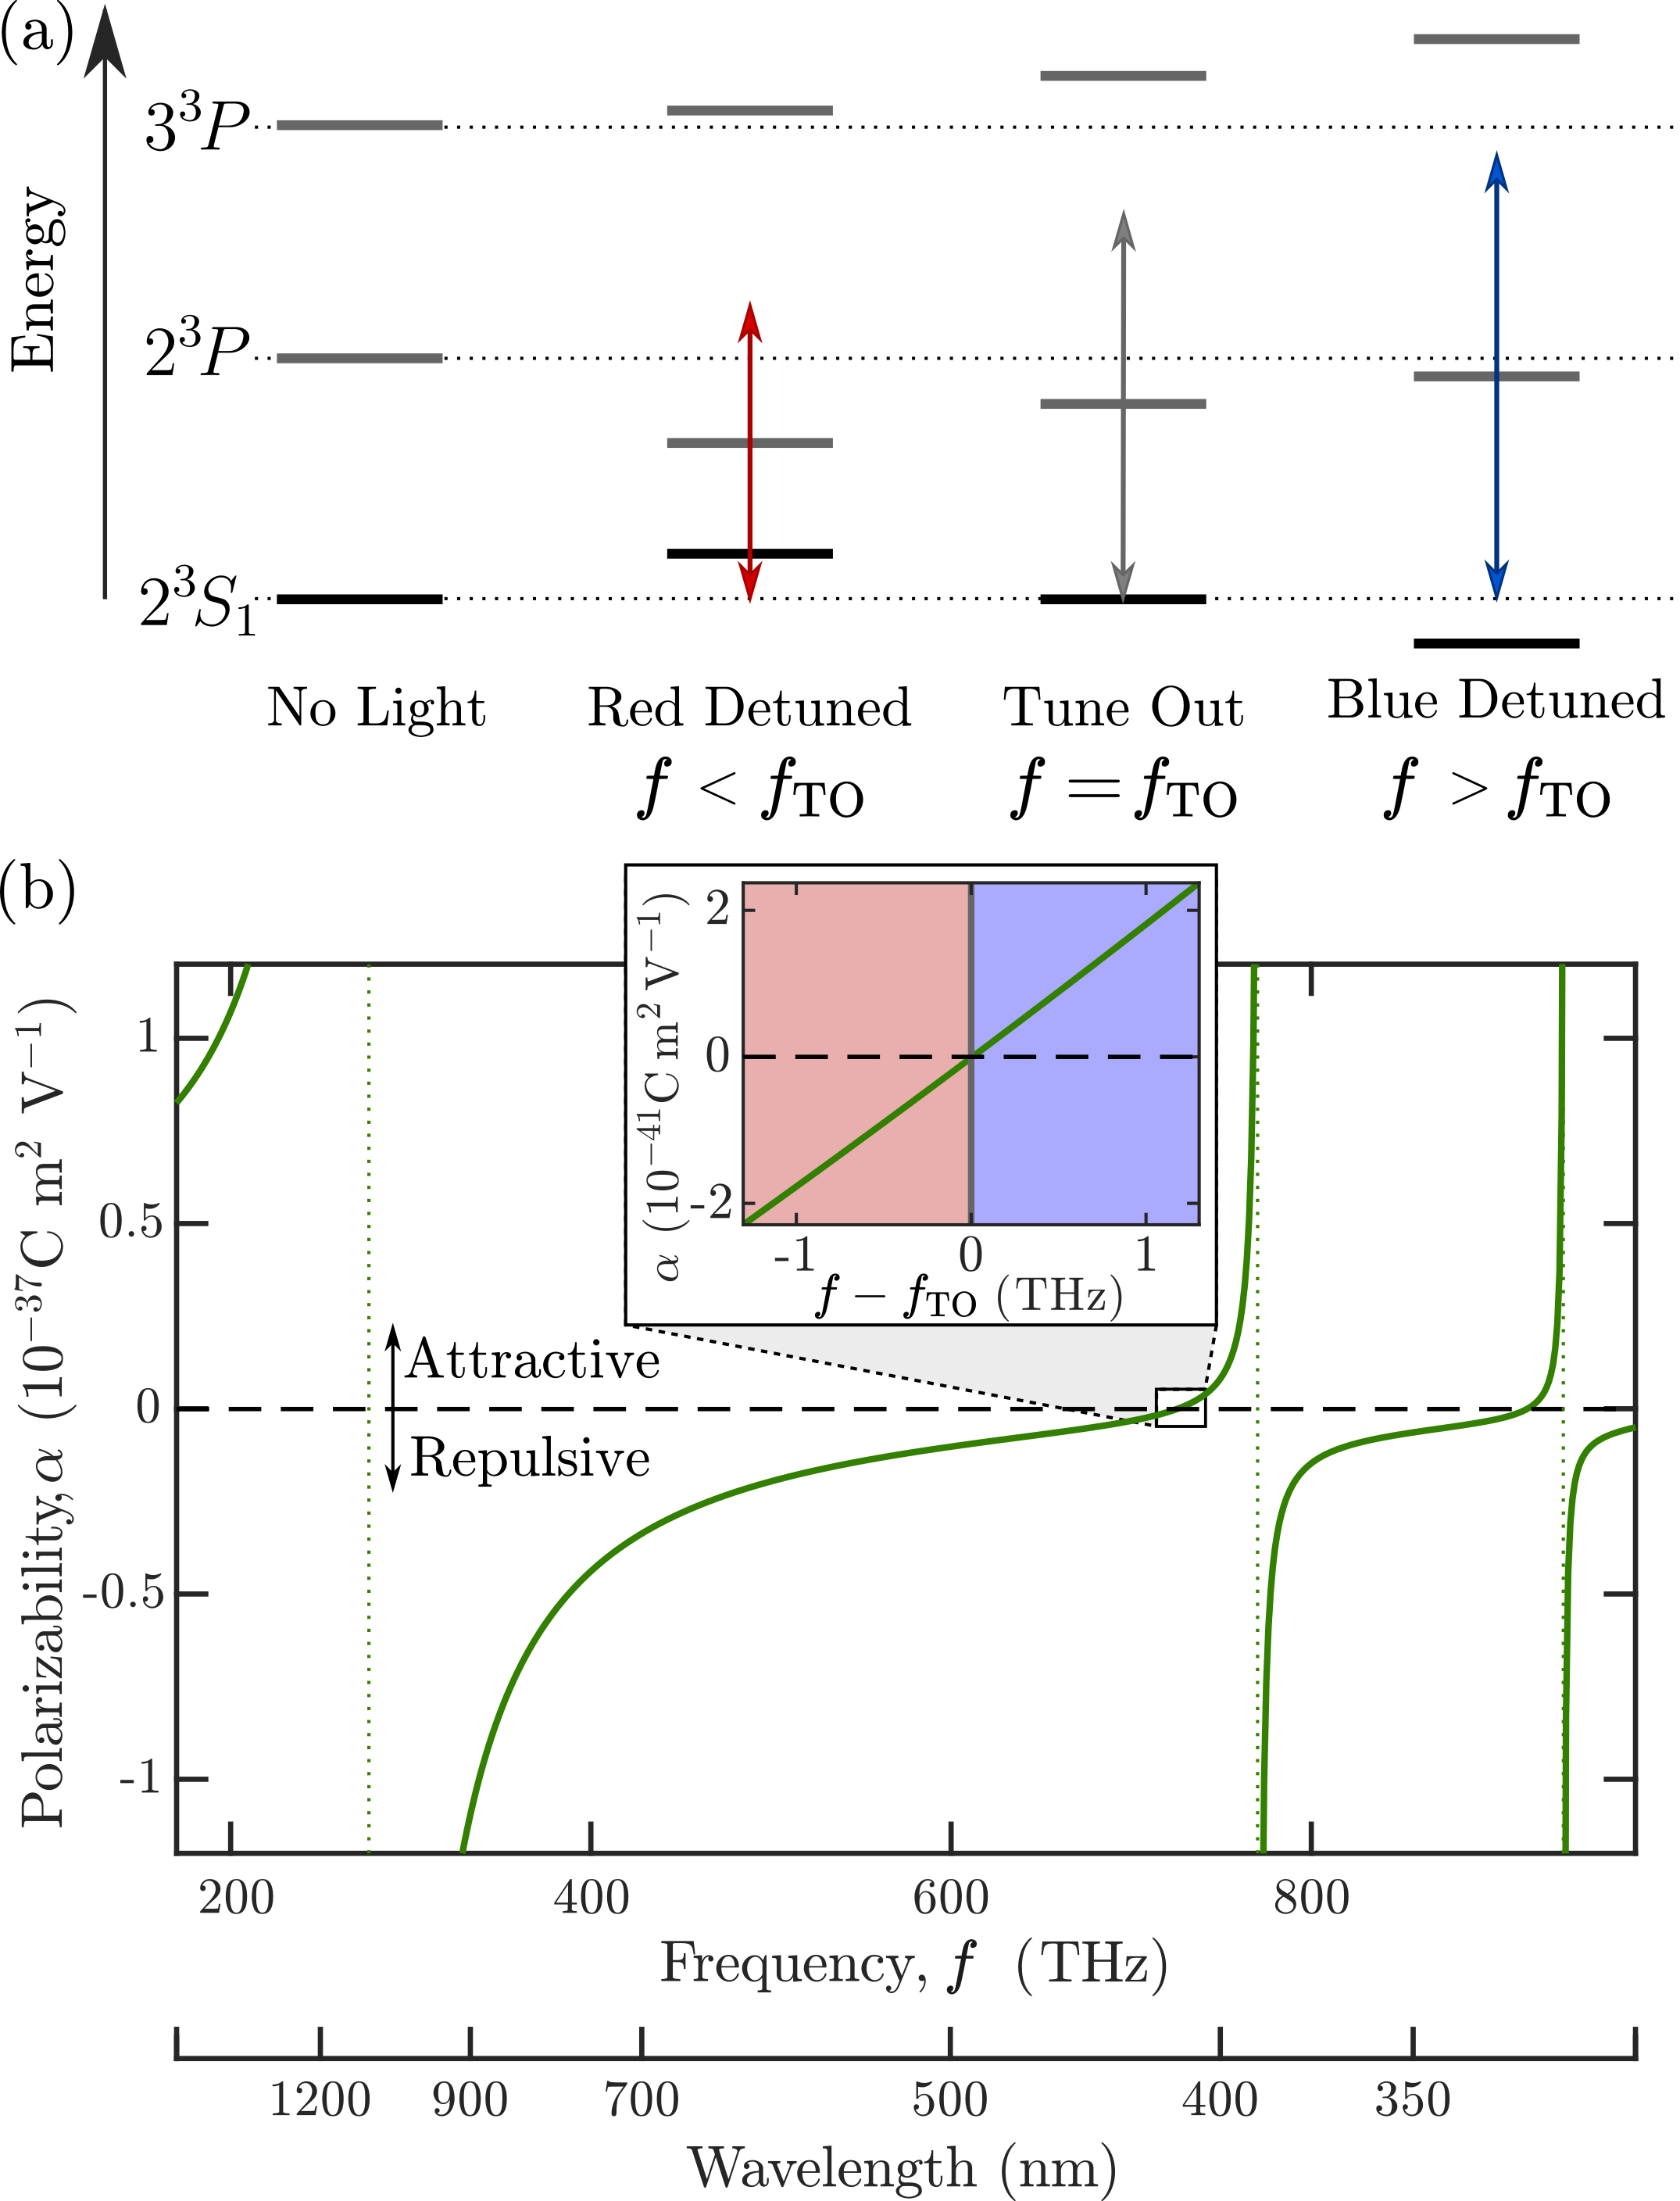 (a)
Energy
3³P
2³P
2³S₁
No Light
Red Detuned
Tune Out
Blue Detuned
f < f_TO
f = f_TO
f > f_TO
(b)
Polarizability, α (10⁻³⁷C m² V⁻¹)
1
0.5
0
-0.5
-1
α (10⁻⁴¹C m² V⁻¹)
2
0
-2
-1 0 1
f − f_TO (THz)
Attractive
Repulsive
200 400 600 800
Frequency, f (THz)
1200 900 700 500 400 350
Wavelength (nm)